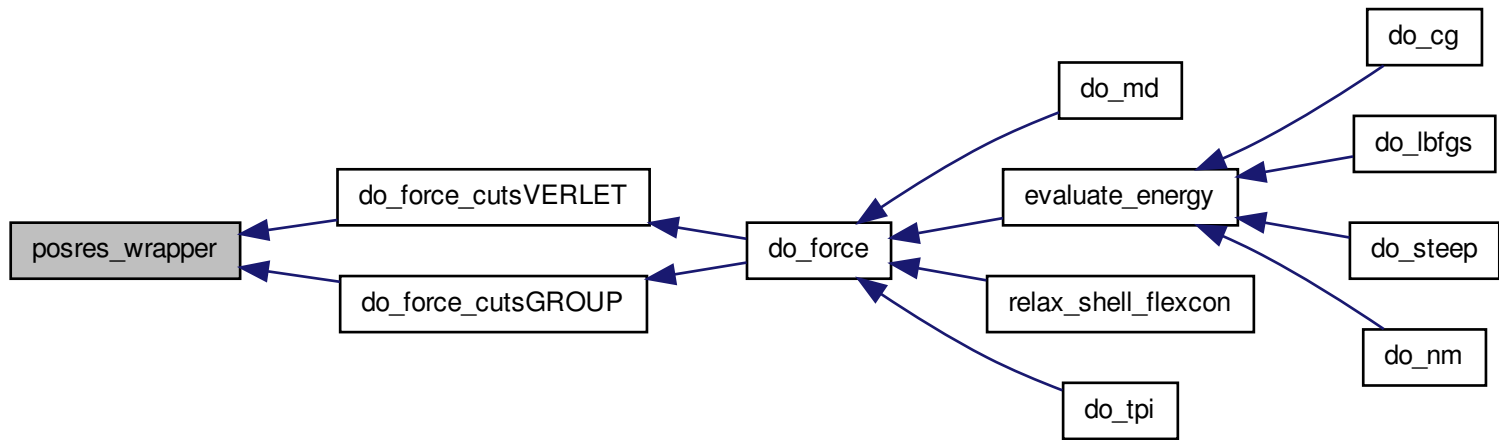 posres_wrapper
do_force_cutsVERLET
do_force_cutsGROUP
do_force
do_md
evaluate_energy
relax_shell_flexcon
do_tpi
do_cg
do_lbfgs
do_steep
do_nm